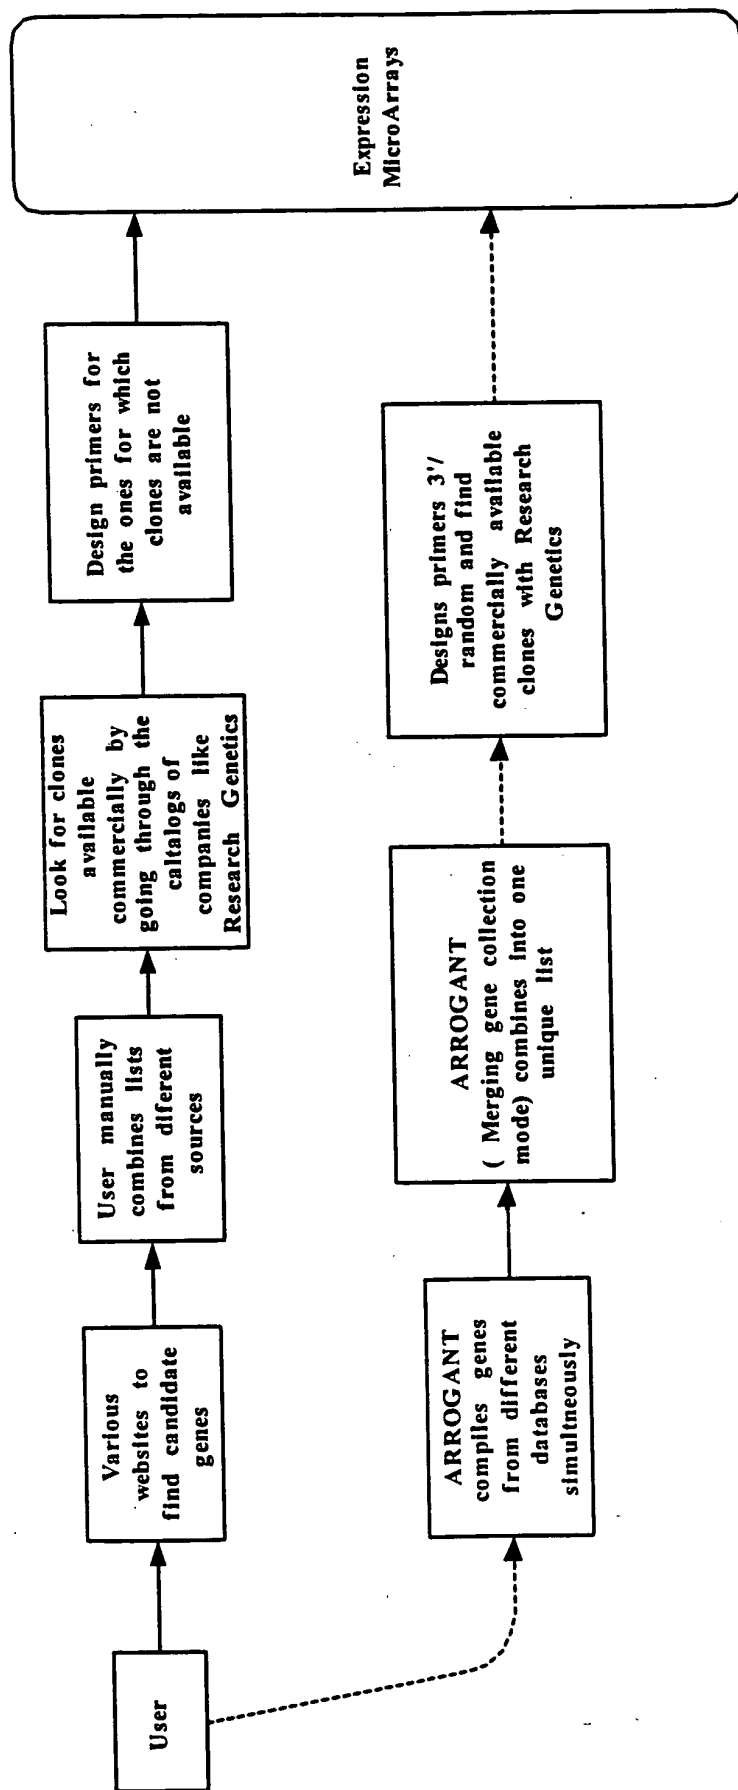 User
Various
websites to
find candidate
genes
User manually
combines lists
from diferent
sources
Look for clones
available
commercially by
going through the
caltalogs of
companies like
Research Genetics
Design primers for
the ones for which
clones are not
available
ARROGANT
compiles genes
from different
databases
simultneously
ARROGANT
( Merging gene collection
mode) combines into one
unique list
Designs primers 3'/
random and find
commercially available
clones with Research
Genetics
Expression
MicroArrays